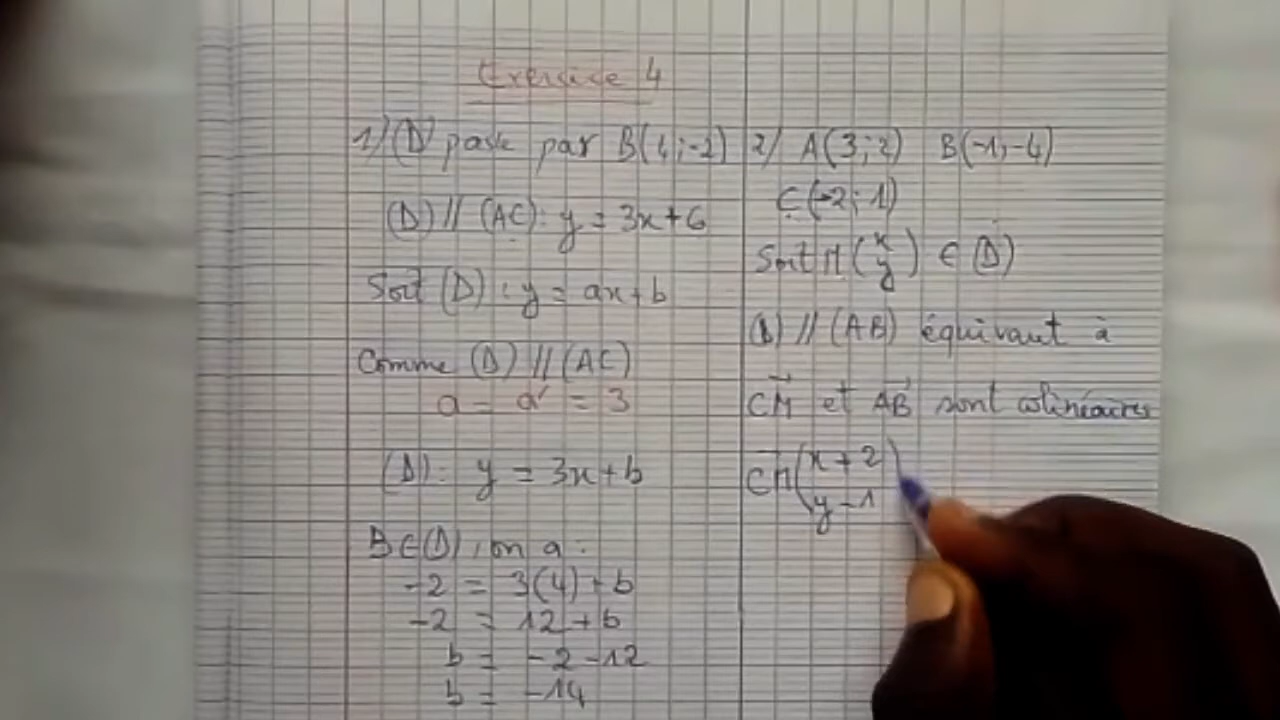 Exercice 4
1) (D) passe par B(4;-2)
(D) // (AC): y = 3x+6
Soit (D): y = ax+b
Comme (D) // (AC)
a = a' = 3
(D): y = 3x+b
B∈(D), on a:
-2 = 3(4)+b
-2 = 12+b
b = -2-12
b = -14
2/ A(3;2) B(-1;-4)
C(-2;1)
Soit M(x y) ∈ (D)
(D) // (AB) équivaut à
CM et AB sont colinéaires
CM(x+2 y-1)